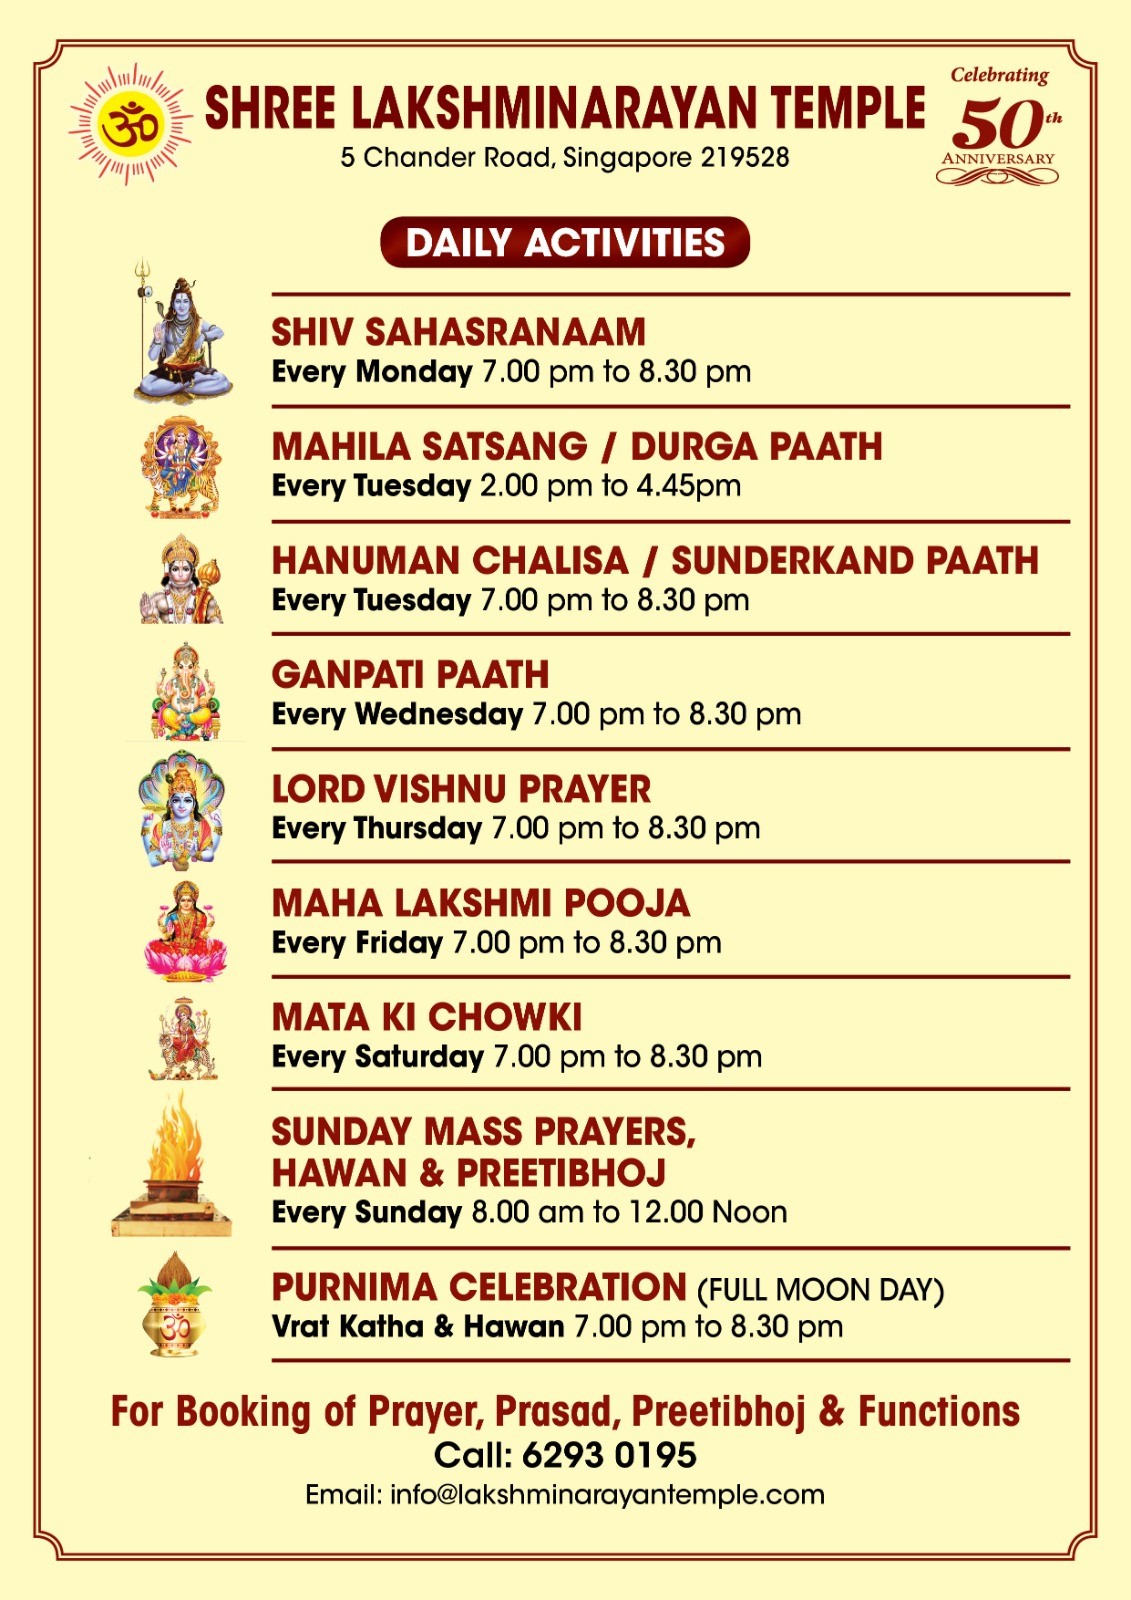 ॐ
SHREE LAKSHMINARAYAN TEMPLE
5 Chander Road, Singapore 219528
Celebrating
50th
ANNIVERSARY
DAILY ACTIVITIES
SHIV SAHASRANAAM
Every Monday 7.00 pm to 8.30 pm
MAHILA SATSANG / DURGA PAATH
Every Tuesday 2.00 pm to 4.45pm
HANUMAN CHALISA / SUNDERKAND PAATH
Every Tuesday 7.00 pm to 8.30 pm
GANPATI PAATH
Every Wednesday 7.00 pm to 8.30 pm
LORD VISHNU PRAYER
Every Thursday 7.00 pm to 8.30 pm
MAHA LAKSHMI POOJA
Every Friday 7.00 pm to 8.30 pm
MATA KI CHOWKI
Every Saturday 7.00 pm to 8.30 pm
SUNDAY MASS PRAYERS,
HAWAN & PREETIBHOJ
Every Sunday 8.00 am to 12.00 Noon
ॐ
PURNIMA CELEBRATION (FULL MOON DAY)
Vrat Katha & Hawan 7.00 pm to 8.30 pm
For Booking of Prayer, Prasad, Preetibhoj & Functions
Call: 6293 0195
Email: info@lakshminarayantemple.com